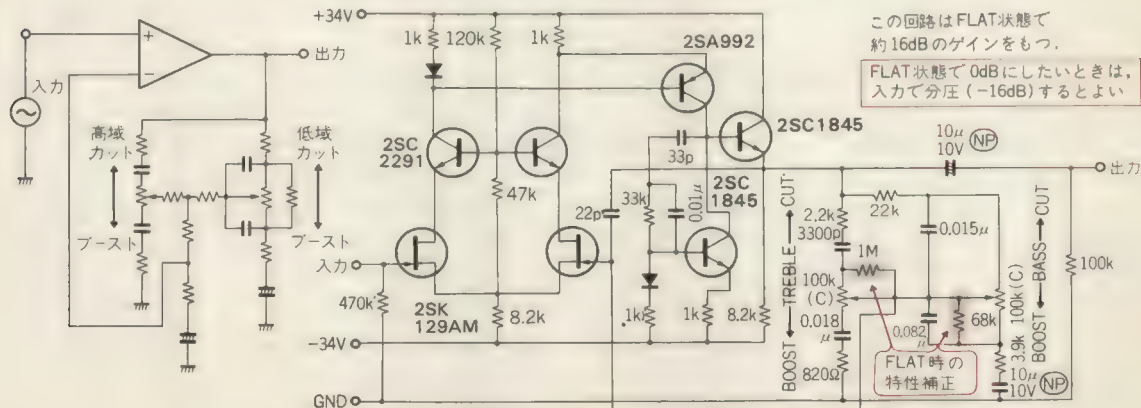 この回路はFLAT状態で
約16dBのゲインをもつ.
FLAT状態で 0dBにしたいときは,
入力で分圧(−16dB)するとよい
+
−
出力
入力
高域
カット
ブースト
低域
カット
ブースト
+34V
1k
120k
1k
2SA992
2SC1845
2SC
2291
33p
47k
33k
0.01μ
2SC
1845
22p
入力
470k
2SK
129AM
8.2k
1k
1k
8.2k
−34V
GND
10μ
10V
NP
出力
CUT
TREBLE
BOOST
2.2k
3300p
22k
0.015μ
1M
100k
(C)
0.018
μ
820Ω
0.082
μ
68k
100k(C)
3.9k
10μ
10V
NP
CUT
BASS
BOOST
100k
FLAT時の
特性補正